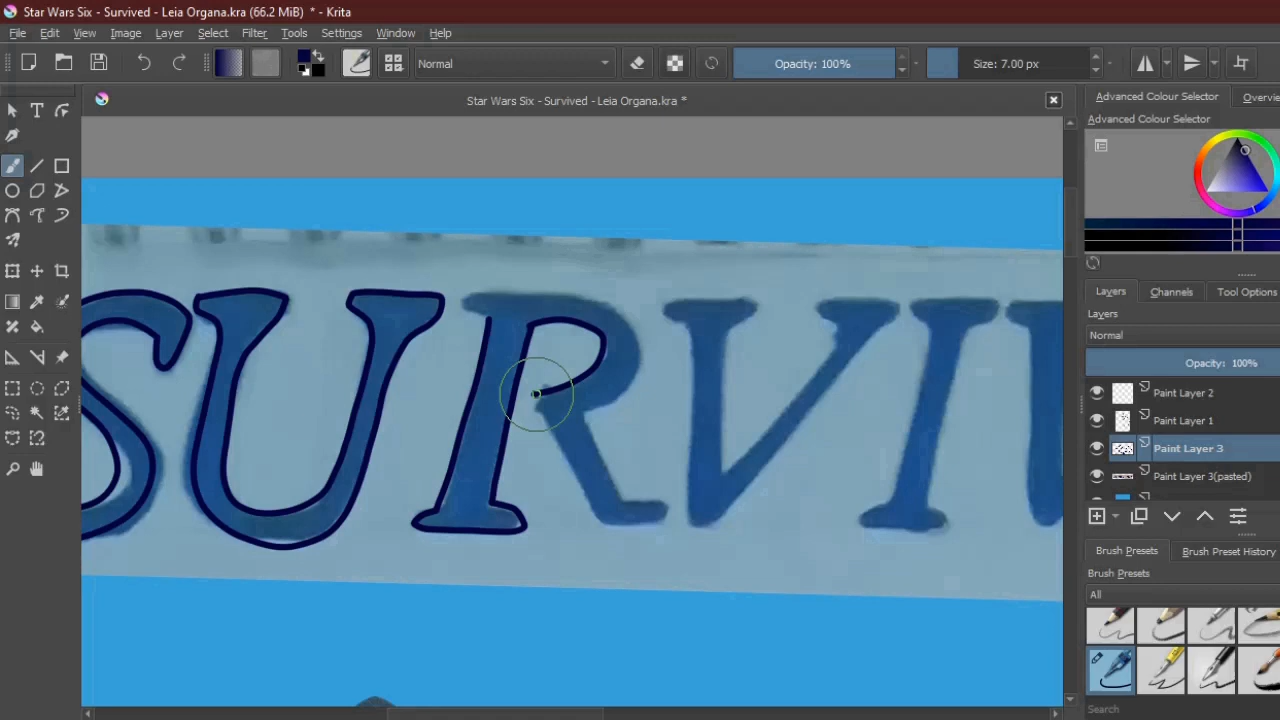 Star Wars Six - Survived - Leia Organa.kra (66.2 MiB) * - Krita
File Edit View Image Layer Select Filter Tools Settings Window Help
Normal
Opacity: 100%
Size: 7.00 px
Star Wars Six - Survived - Leia Organa.kra *
Advanced Colour Selector
Overvie
Advanced Colour Selector
SURVIV
Layers
Channels
Tool Options
Layers
Normal
Opacity: 100%
Paint Layer 2
Paint Layer 1
Paint Layer 3
Paint Layer 3(pasted)
Brush Presets
Brush Preset History
Brush Presets
All
Search